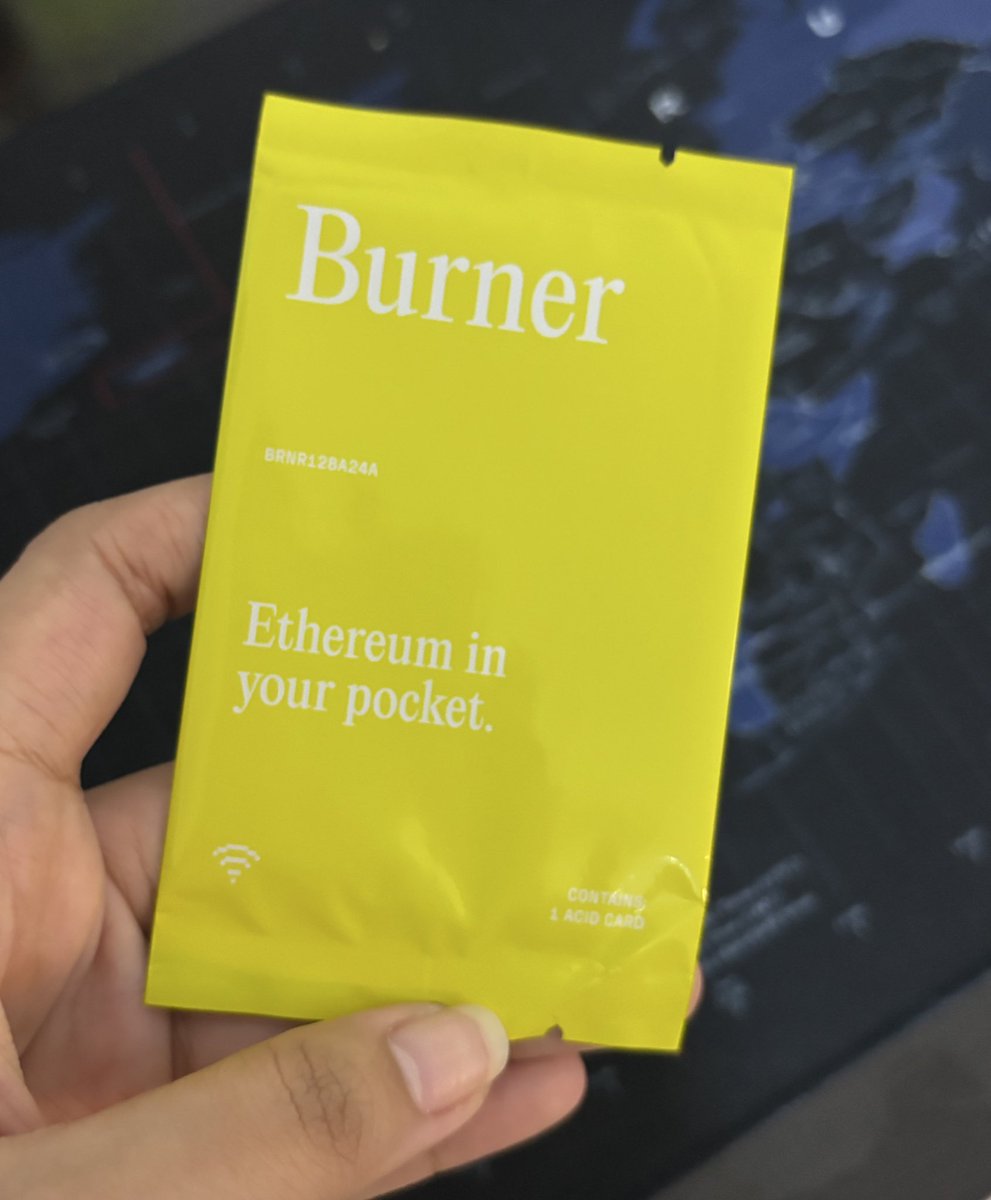 Burner
BRNR128A24A
Ethereum in
your pocket.
CONTAINS
1 ACID CARD